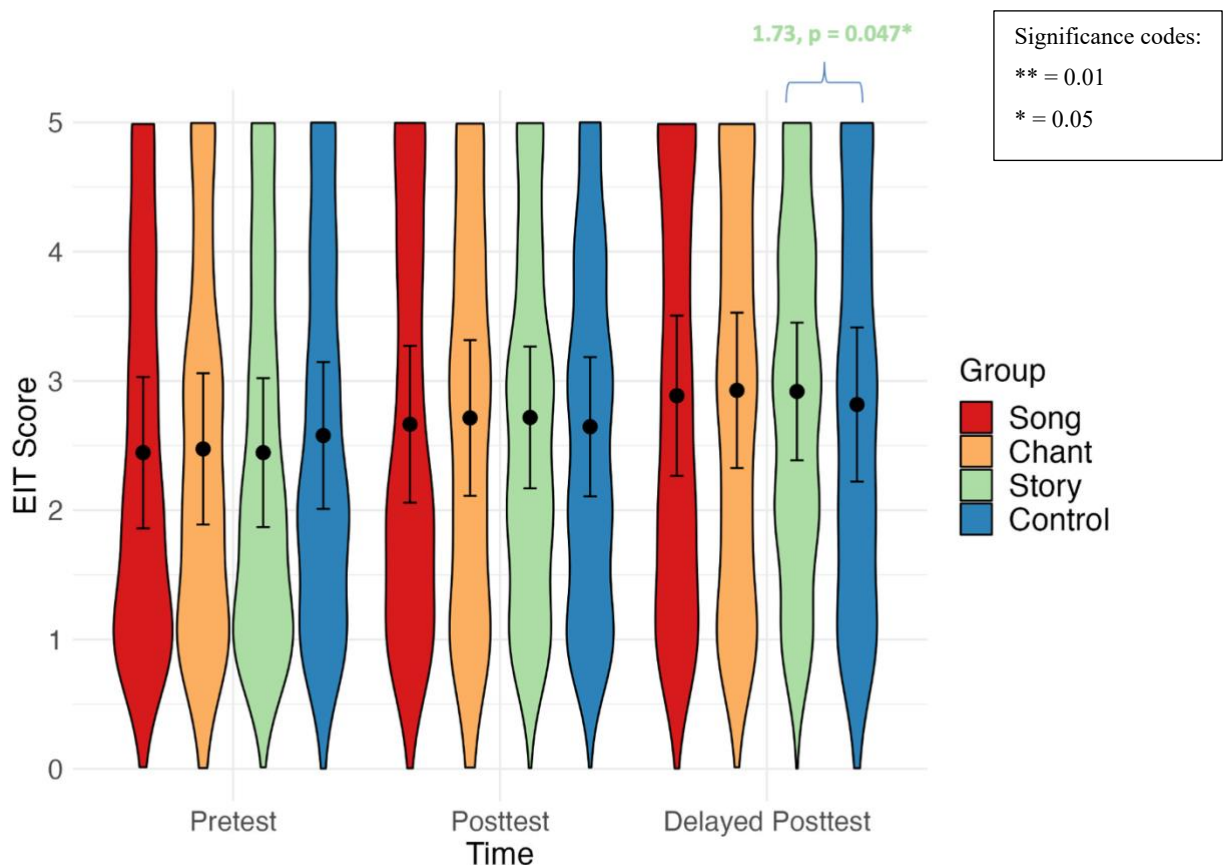 1.73, p = 0.047*
Significance codes:
** = 0.01
* = 0.05
5
4
3
2
1
0
EIT Score
Pretest
Posttest
Delayed Posttest
Time
Group
Song
Chant
Story
Control